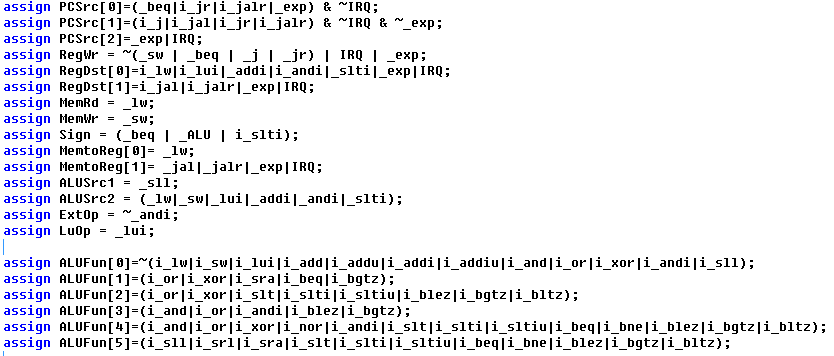 assign PCSrc[0]=(_beq|i_jr|i_jalr|_exp) & ~IRQ;
assign PCSrc[1]=(i_j|i_jal|i_jr|i_jalr) & ~IRQ & ~_exp;
assign PCSrc[2]=_exp|IRQ;
assign RegWr = ~(_sw | _beq | _j | _jr) | IRQ | _exp;
assign RegDst[0]=i_lw|i_lui|_addi|i_andi|_slti|_exp|IRQ;
assign RegDst[1]=i_jal|i_jalr|_exp|IRQ;
assign MemRd = _lw;
assign MemWr = _sw;
assign Sign = (_beq | _ALU | i_slti);
assign MemtoReg[0]= _lw;
assign MemtoReg[1]= _jal|_jalr|_exp|IRQ;
assign ALUSrc1 = _sll;
assign ALUSrc2 = (_lw|_sw|_lui|_addi|_andi|_slti);
assign ExtOp = ~_andi;
assign LuOp = _lui;
assign ALUFun[0]=~(i_lw|i_sw|i_lui|i_add|i_addu|i_addi|i_addiu|i_and|i_or|i_xor|i_andi|i_sll);
assign ALUFun[1]=(i_or|i_xor|i_sra|i_beq|i_bgtz);
assign ALUFun[2]=(i_or|i_xor|i_slt|i_slti|i_sltiu|i_blez|i_bgtz|i_bltz);
assign ALUFun[3]=(i_and|i_or|i_andi|i_blez|i_bgtz);
assign ALUFun[4]=(i_and|i_or|i_xor|i_nor|i_andi|i_slt|i_slti|i_sltiu|i_beq|i_bne|i_blez|i_bgtz|i_bltz);
assign ALUFun[5]=(i_sll|i_srl|i_sra|i_slt|i_slti|i_sltiu|i_beq|i_bne|i_blez|i_bgtz|i_bltz);